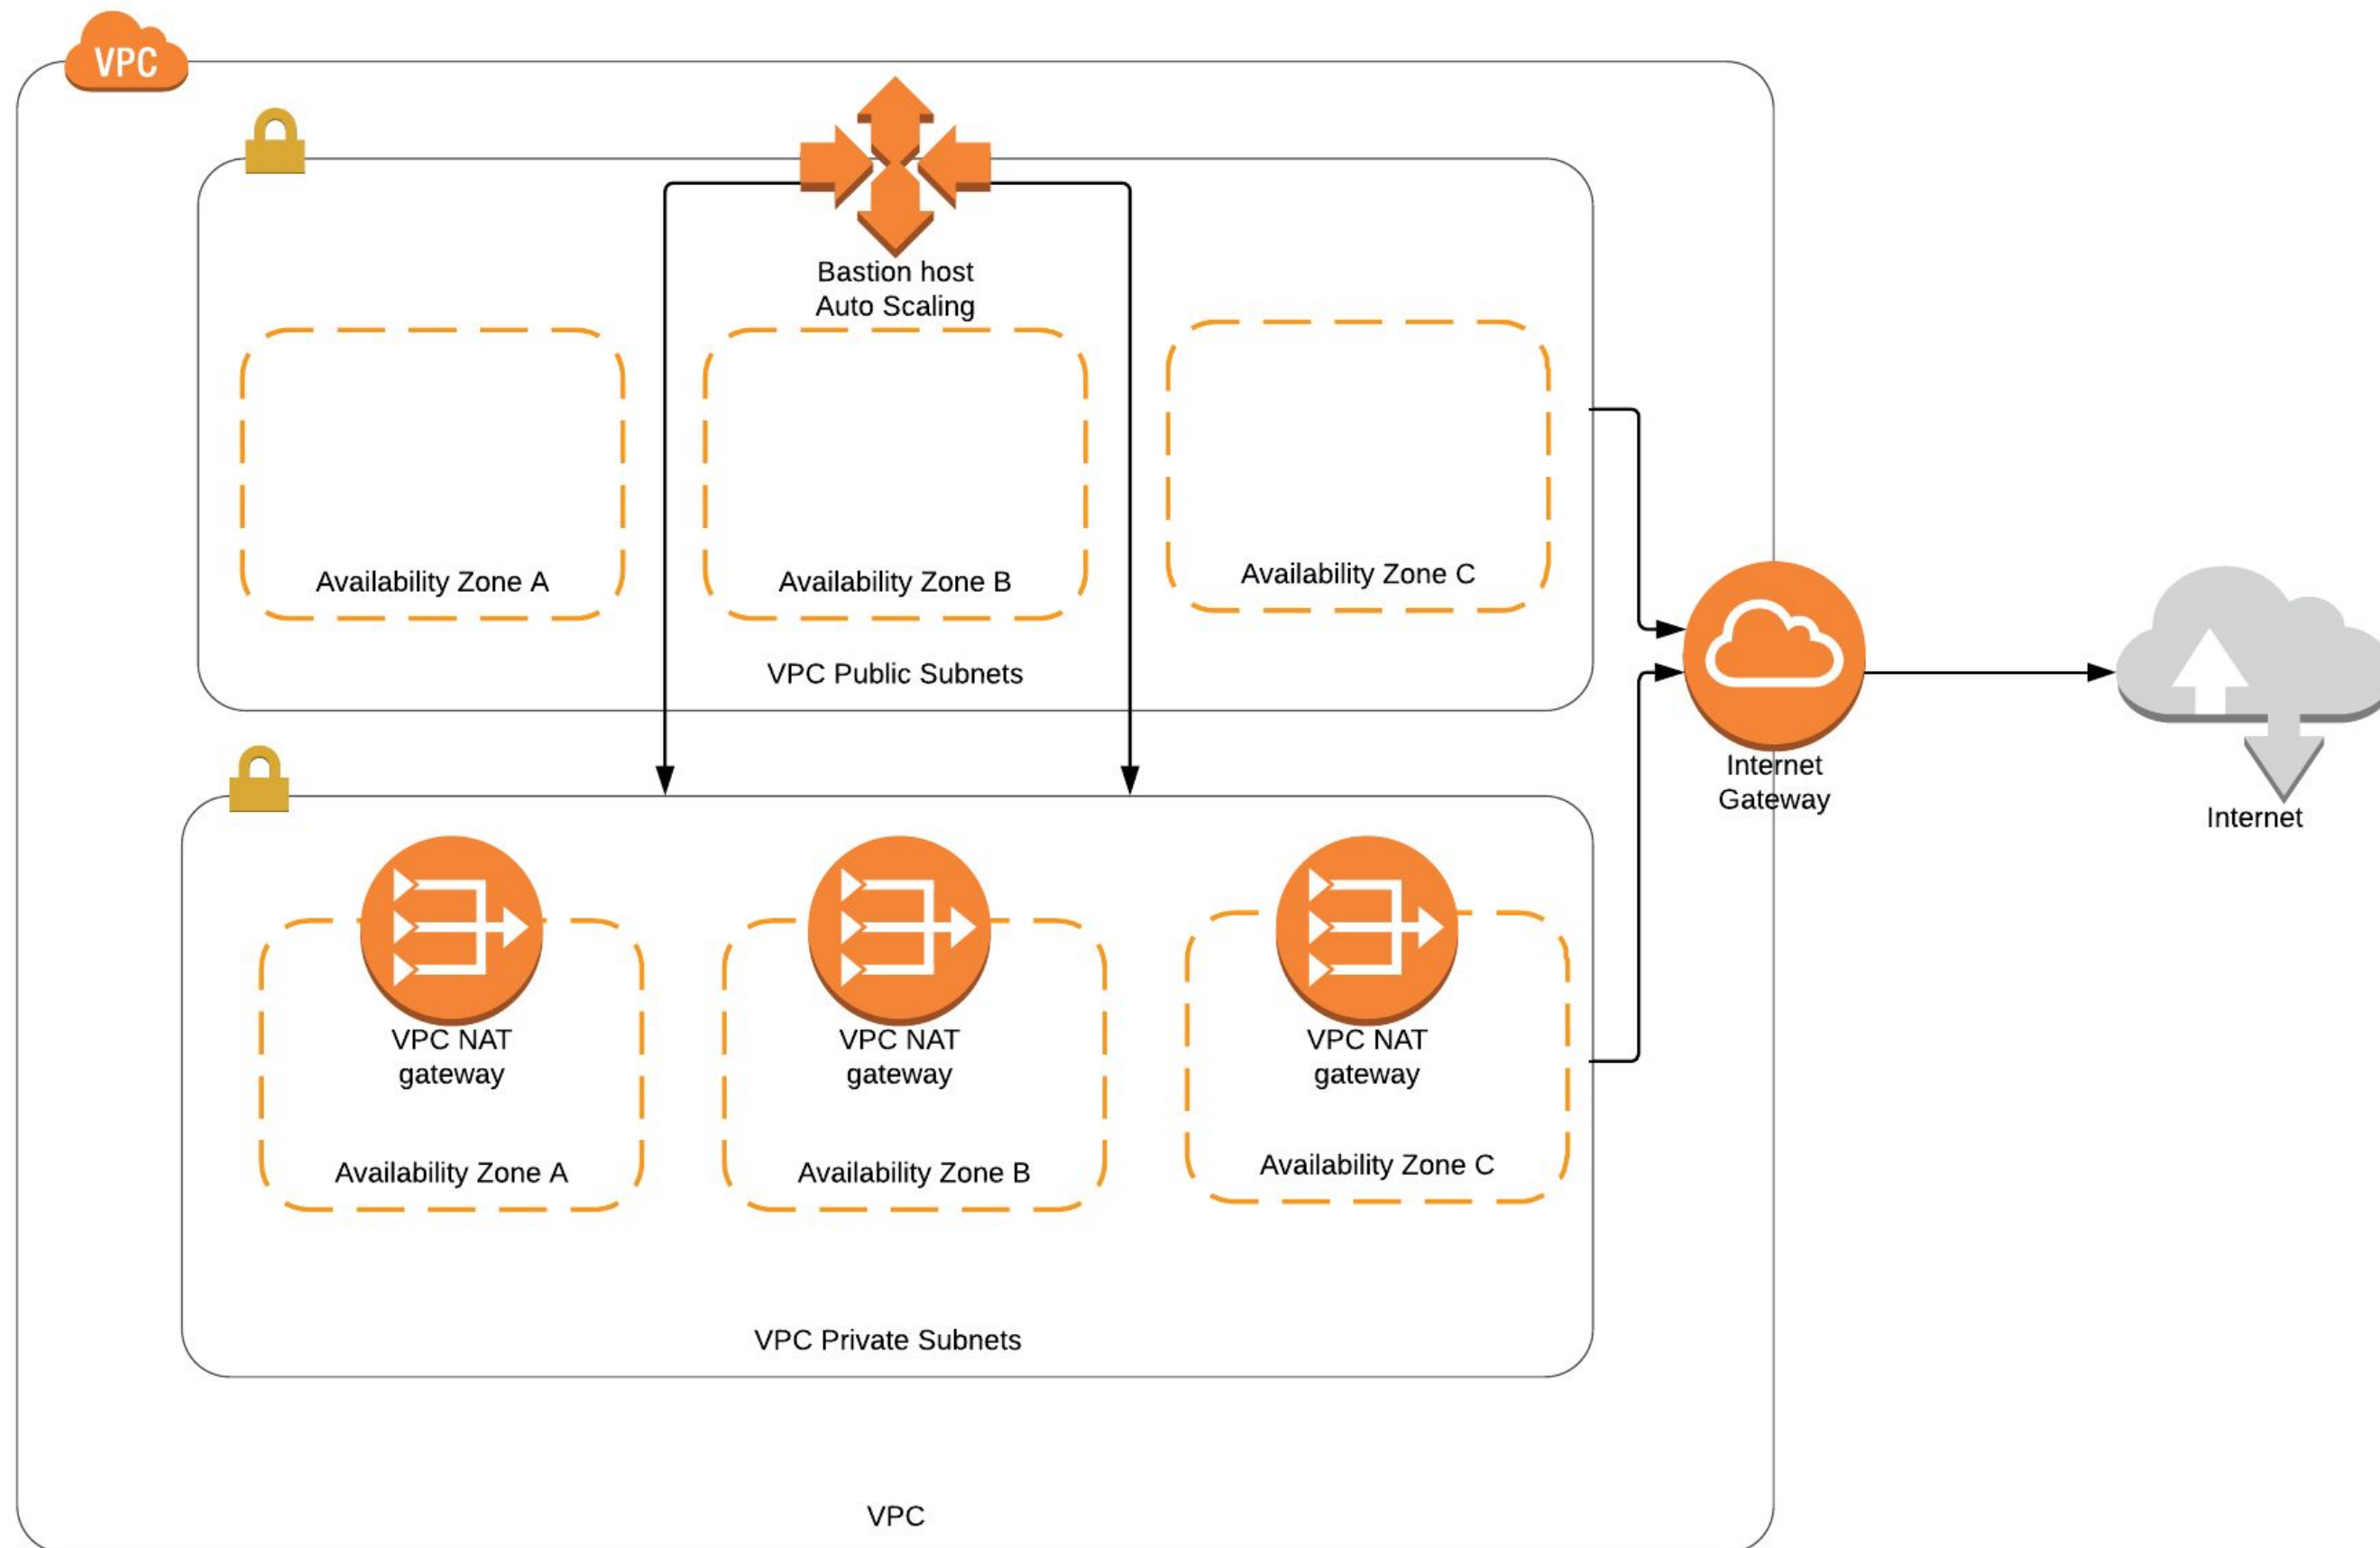 VPC
Bastion host
Auto Scaling
Availability Zone A
Availability Zone B
Availability Zone C
VPC Public Subnets
Internet
Gateway
Internet
VPC NAT
gateway
VPC NAT
gateway
VPC NAT
gateway
Availability Zone A
Availability Zone B
Availability Zone C
VPC Private Subnets
VPC